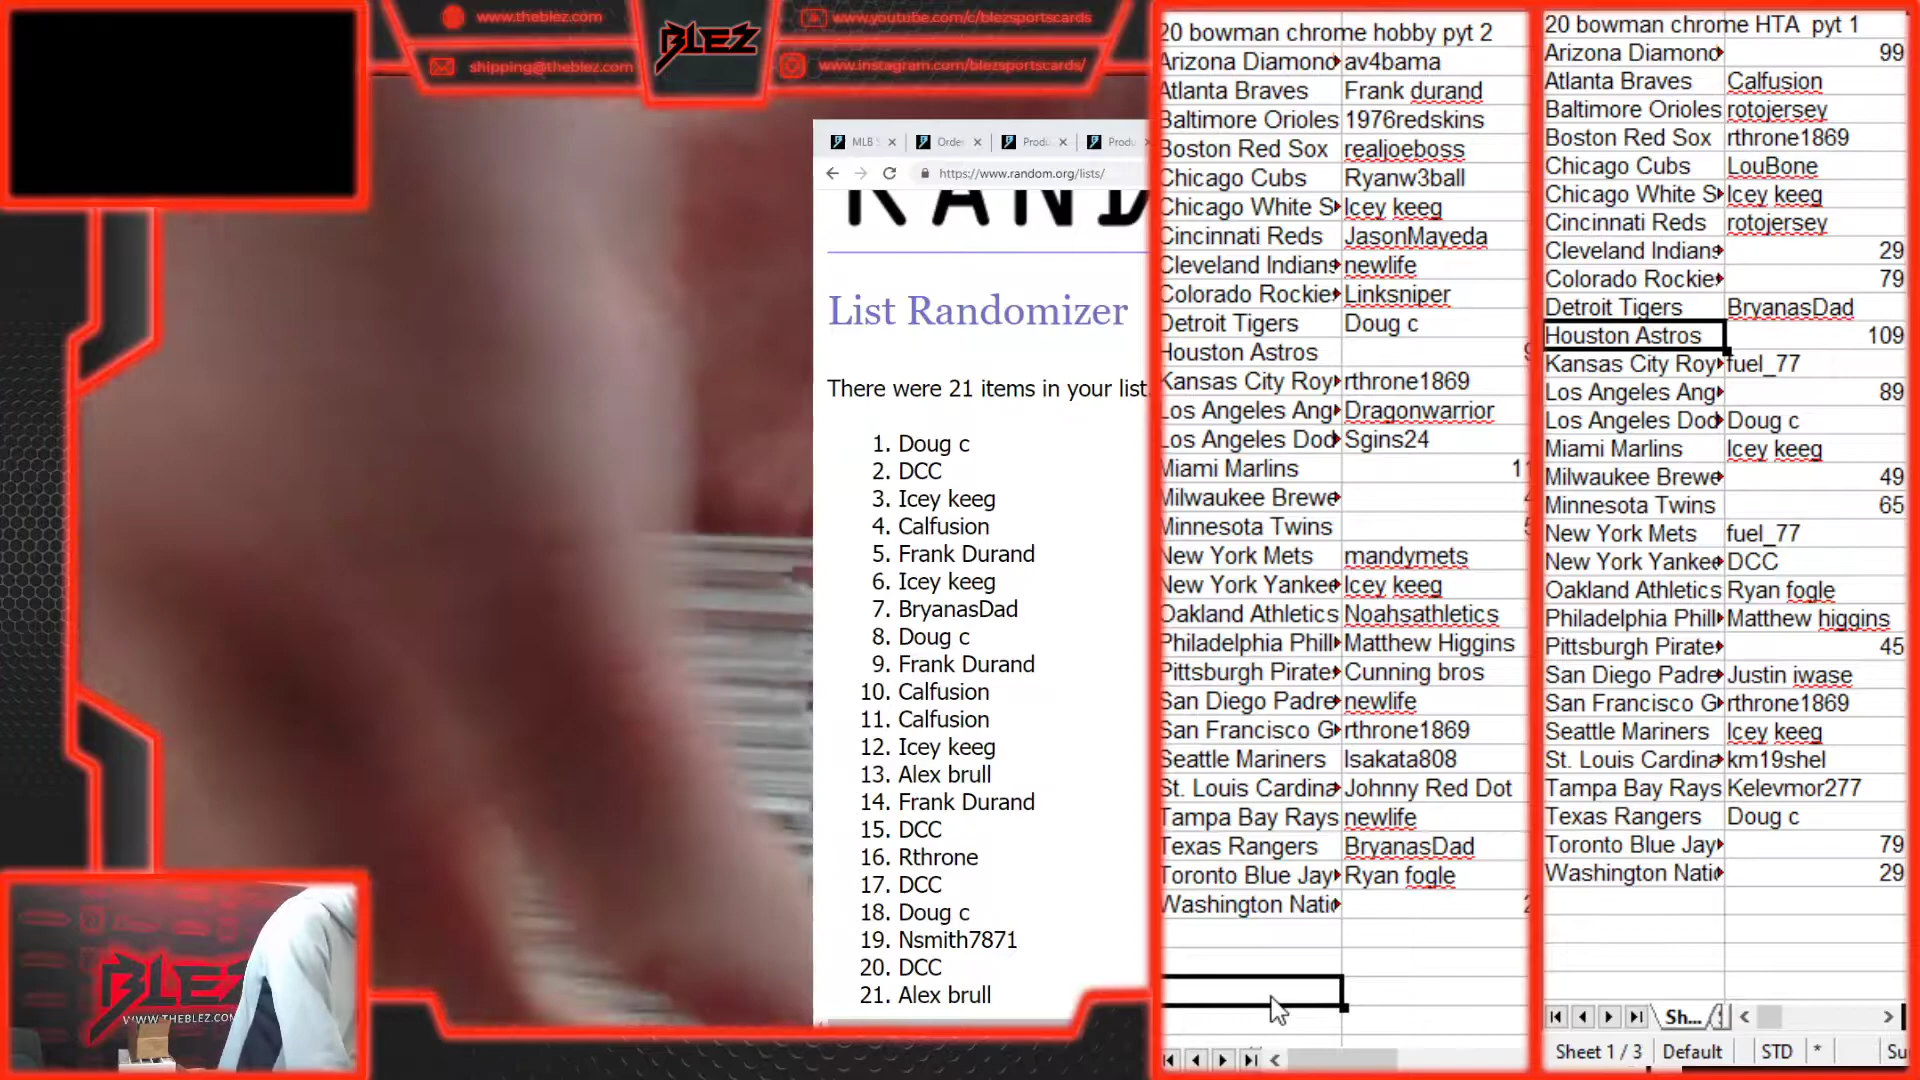 www.theblez.com
shipping@theblez.com
BLEZ
www.youtube.com/c/blezsportscards
www.instagram.com/blezsportscards/
MLB S
Order
Produ
Produ
https://www.random.org/lists/
RAND
List Randomizer
There were 21 items in your list.
1. Doug c
2. DCC
3. Icey keeg
4. Calfusion
5. Frank Durand
6. Icey keeg
7. BryanasDad
8. Doug c
9. Frank Durand
10. Calfusion
11. Calfusion
12. Icey keeg
13. Alex brull
14. Frank Durand
15. DCC
16. Rthrone
17. DCC
18. Doug c
19. Nsmith7871
20. DCC
21. Alex brull
20 bowman chrome hobby pyt 2
Arizona Diamond av4bama
Atlanta Braves Frank durand
Baltimore Orioles 1976redskins
Boston Red Sox realjoeboss
Chicago Cubs Ryanw3ball
Chicago White S Icey keeg
Cincinnati Reds JasonMayeda
Cleveland Indians newlife
Colorado Rockie Linksniper
Detroit Tigers Doug c
Houston Astros
Kansas City Roy rthrone1869
Los Angeles Ang Dragonwarrior
Los Angeles Dod Sgins24
Miami Marlins 11
Milwaukee Brewe
Minnesota Twins
New York Mets mandymets
New York Yankee Icey keeg
Oakland Athletics Noahsathletics
Philadelphia Phill Matthew Higgins
Pittsburgh Pirate Cunning bros
San Diego Padre newlife
San Francisco G rthrone1869
Seattle Mariners lsakata808
St. Louis Cardina Johnny Red Dot
Tampa Bay Rays newlife
Texas Rangers BryanasDad
Toronto Blue Jay Ryan fogle
Washington Natio
20 bowman chrome HTA pyt 1
Arizona Diamond 99
Atlanta Braves Calfusion
Baltimore Orioles rotojersey
Boston Red Sox rthrone1869
Chicago Cubs LouBone
Chicago White S Icey keeg
Cincinnati Reds rotojersey
Cleveland Indians 29
Colorado Rockie 79
Detroit Tigers BryanasDad
Houston Astros 109
Kansas City Roy fuel_77
Los Angeles Ang 89
Los Angeles Dod Doug c
Miami Marlins Icey keeg
Milwaukee Brewe 49
Minnesota Twins 65
New York Mets fuel_77
New York Yankee DCC
Oakland Athletics Ryan fogle
Philadelphia Phill Matthew higgins
Pittsburgh Pirate 45
San Diego Padre Justin iwase
San Francisco G rthrone1869
Seattle Mariners Icey keeg
St. Louis Cardina km19shel
Tampa Bay Rays Kelevmor277
Texas Rangers Doug c
Toronto Blue Jay 79
Washington Natio 29
Sh...
Sheet 1 / 3 Default STD * Su
BLEZ
WWW.THEBLEZ.COM